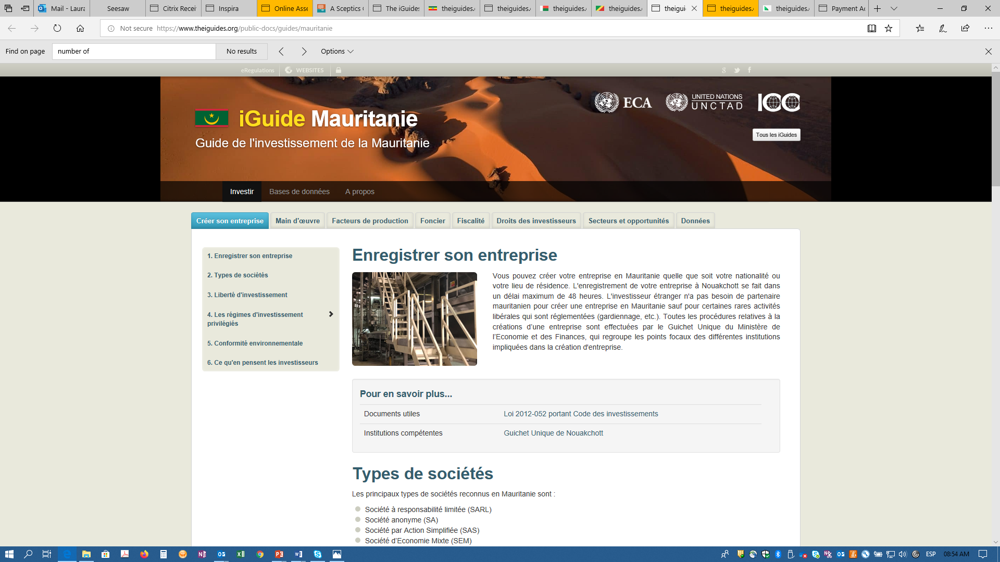 Mail - Laura
Seesaw
Citrix Recei
Inspira
Online Asse
A Sceptics
The iGuides
theiguides.
theiguides.
theiguides.
theiguides.
theigui
theiguides.
theiguides.
Payment Ac
Not secure https://www.theiguides.org/public-docs/guides/mauritanie
Find on page number of No results Options
eRegulations WEBSITES
ECA
UNITED NATIONS
UNCTAD
ICC
iGuide Mauritanie
Guide de l'investissement de la Mauritanie
Tous les iGuides
Investir Bases de données A propos
Créer son entreprise Main d'œuvre Facteurs de production Foncier Fiscalité Droits des investisseurs Secteurs et opportunités Données
1. Enregistrer son entreprise
2. Types de sociétés
3. Liberté d'investissement
4. Les régimes d'investissement
privilégiés
5. Conformité environnementale
6. Ce qu'en pensent les investisseurs
Enregistrer son entreprise
Vous pouvez créer votre entreprise en Mauritanie quelle que soit votre nationalité ou
votre lieu de résidence. L'enregistrement de votre entreprise à Nouakchott se fait dans
un délai maximum de 48 heures. L'investisseur étranger n'a pas besoin de partenaire
mauritanien pour créer une entreprise en Mauritanie sauf pour certaines rares activités
libérales qui sont réglementées (gardiennage, etc.). Toutes les procédures relatives à la
créations d’une entreprise sont effectuées par le Guichet Unique du Ministère de
l’Economie et des Finances, qui regroupe les points focaux des différentes institutions
impliquées dans la création d'entreprise.
Pour en savoir plus...
Documents utiles Loi 2012-052 portant Code des investissements
Institutions compétentes Guichet Unique de Nouakchott
Types de sociétés
Les principaux types de sociétés reconnus en Mauritanie sont :
Société à responsabilité limitée (SARL)
Société anonyme (SA)
Société par Action Simplifiée (SAS)
Société d’Economie Mixte (SEM)
ESP 08:54 AM